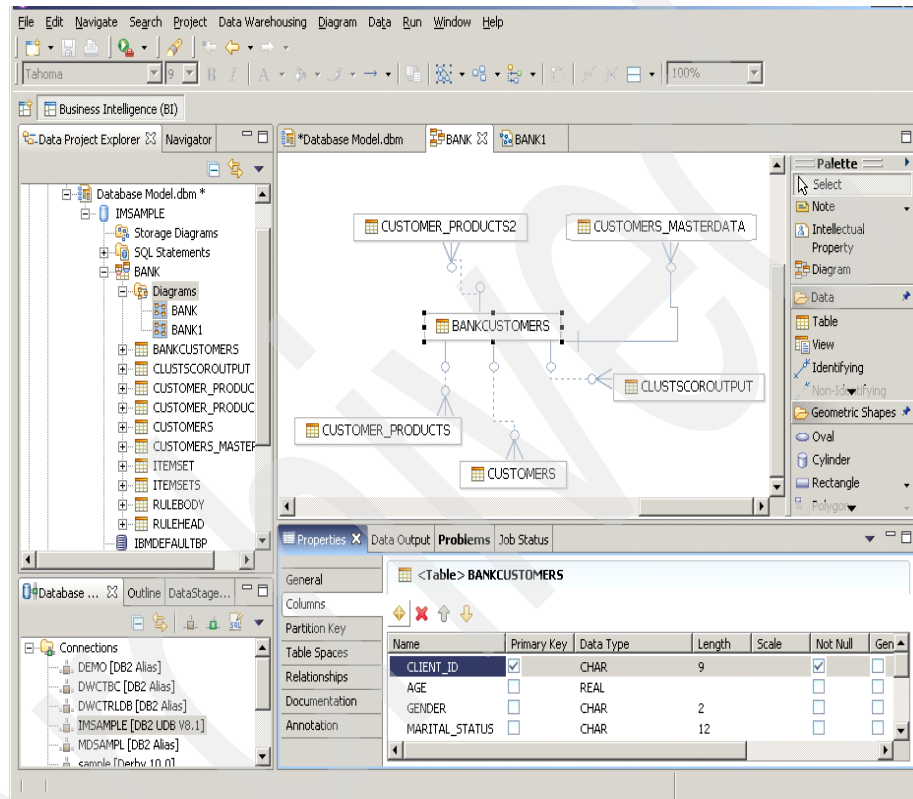 File Edit Navigate Search Project Data Warehousing Diagram Data Run Window Help
Tahoma 9 B I A 100%
Business Intelligence (BI)
Data Project Explorer Navigator
Database Model.dbm *
IMSAMPLE
Storage Diagrams
SQL Statements
BANK
Diagrams
BANK
BANK1
BANKCUSTOMERS
CLUSTSCOROUTPUT
CUSTOMER_PRODUC
CUSTOMER_PRODUC
CUSTOMERS
CUSTOMERS_MASTER
ITEMSET
ITEMSETS
RULEBODY
RULEHEAD
IBMDEFAULTBP
*Database Model.dbm BANK BANK1
CUSTOMER_PRODUCTS2
CUSTOMERS_MASTERDATA
BANKCUSTOMERS
CLUSTSCOROUTPUT
CUSTOMER_PRODUCTS
CUSTOMERS
Palette
Select
Note
Intellectual
Property
Diagram
Data
Table
View
Identifying
Non-Identifying
Geometric Shapes
Oval
Cylinder
Rectangle
Polygon
Database ... Outline DataStage...
Connections
DEMO [DB2 Alias]
DWCTBC [DB2 Alias]
DWCTRLDB [DB2 Alias]
IMSAMPLE [DB2 UDB V8.1]
MDSAMPL [DB2 Alias]
sample [Derby 10.0]
Properties Data Output Problems Job Status
General
Columns
Partition Key
Table Spaces
Relationships
Documentation
Annotation
<Table> BANKCUSTOMERS
Name Primary Key Data Type Length Scale Not Null Gen
CLIENT_ID CHAR 9
AGE REAL
GENDER CHAR 2
MARITAL_STATUS CHAR 12